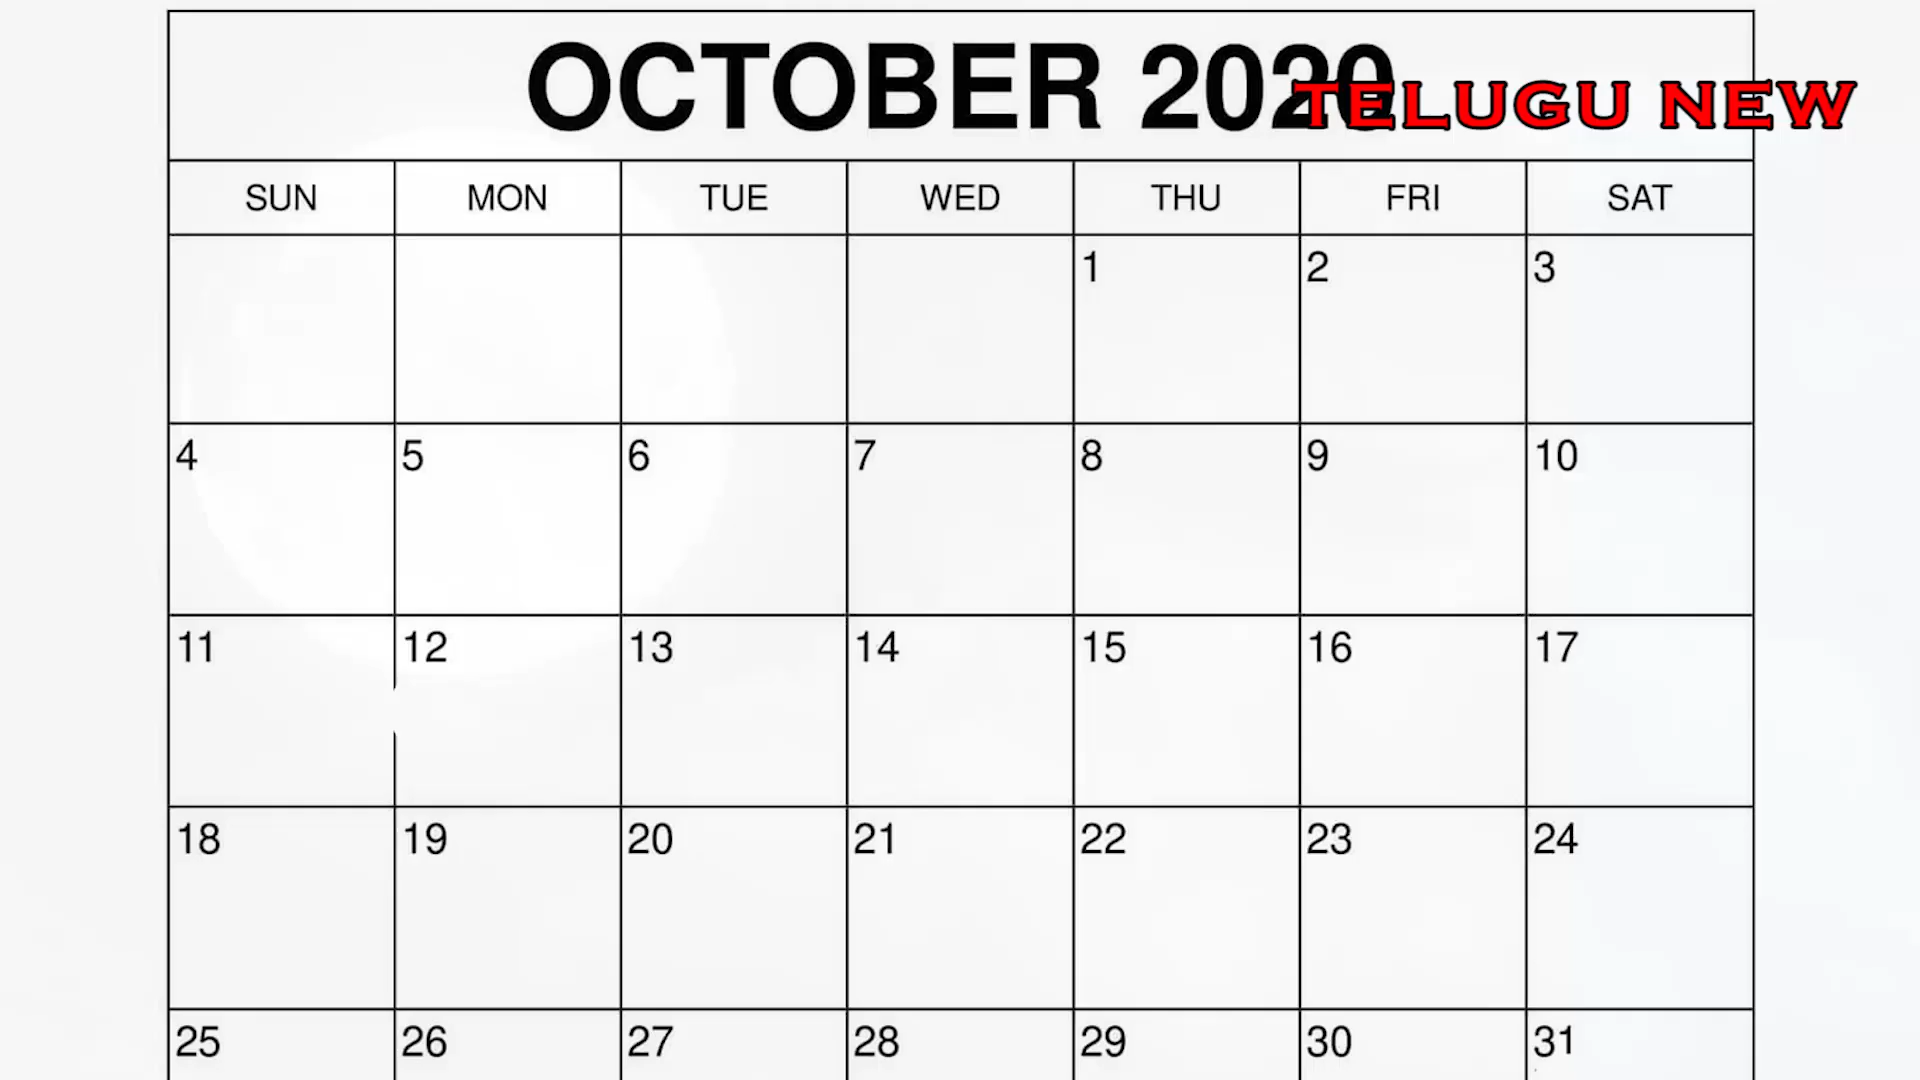 OCTOBER 2020
TELUGU NEW
SUN MON TUE WED THU FRI SAT
1 2 3
4 5 6 7 8 9 10
11 12 13 14 15 16 17
18 19 20 21 22 23 24
25 26 27 28 29 30 31